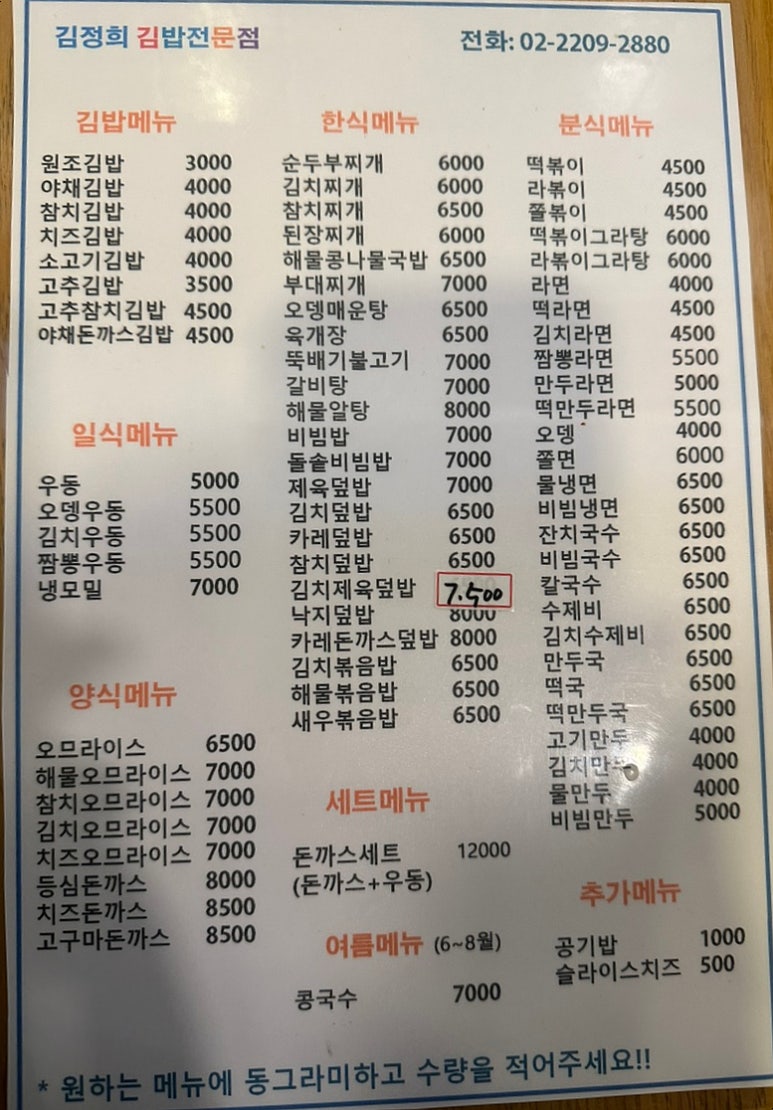 김정희 김밥전문점
전화: 02-2209-2880
김밥메뉴
원조김밥 3000
야채김밥 4000
참치김밥 4000
치즈김밥 4000
소고기김밥 4000
고추김밥 3500
고추참치김밥 4500
야채돈까스김밥 4500
일식메뉴
우동 5000
오뎅우동 5500
김치우동 5500
짬뽕우동 5500
냉모밀 7000
양식메뉴
오므라이스 6500
해물오므라이스 7000
참치오므라이스 7000
김치오므라이스 7000
치즈오므라이스 7000
등심돈까스 8000
치즈돈까스 8500
고구마돈까스 8500
한식메뉴
순두부찌개 6000
김치찌개 6000
참치찌개 6500
된장찌개 6000
해물콩나물국밥 6500
부대찌개 7000
오뎅매운탕 6500
육개장 6500
뚝배기불고기 7000
갈비탕 7000
해물알탕 8000
비빔밥 7000
돌솥비빔밥 7000
제육덮밥 7000
김치덮밥 6500
카레덮밥 6500
참치덮밥 6500
김치제육덮밥 7.500
낙지덮밥 8000
카레돈까스덮밥 8000
김치볶음밥 6500
해물볶음밥 6500
새우볶음밥 6500
세트메뉴
돈까스세트 12000
(돈까스+우동)
여름메뉴 (6~8월)
콩국수 7000
분식메뉴
떡볶이 4500
라볶이 4500
쫄볶이 4500
떡볶이그라탕 6000
라볶이그라탕 6000
라면 4000
떡라면 4500
김치라면 4500
짬뽕라면 5500
만두라면 5000
떡만두라면 5500
오뎅 4000
쫄면 6000
물냉면 6500
비빔냉면 6500
잔치국수 6500
비빔국수 6500
칼국수 6500
수제비 6500
김치수제비 6500
만두국 6500
떡국 6500
떡만두국 6500
고기만두 4000
김치만두 4000
물만두 4000
비빔만두 5000
추가메뉴
공기밥 1000
슬라이스치즈 500
* 원하는 메뉴에 동그라미하고 수량을 적어주세요!!